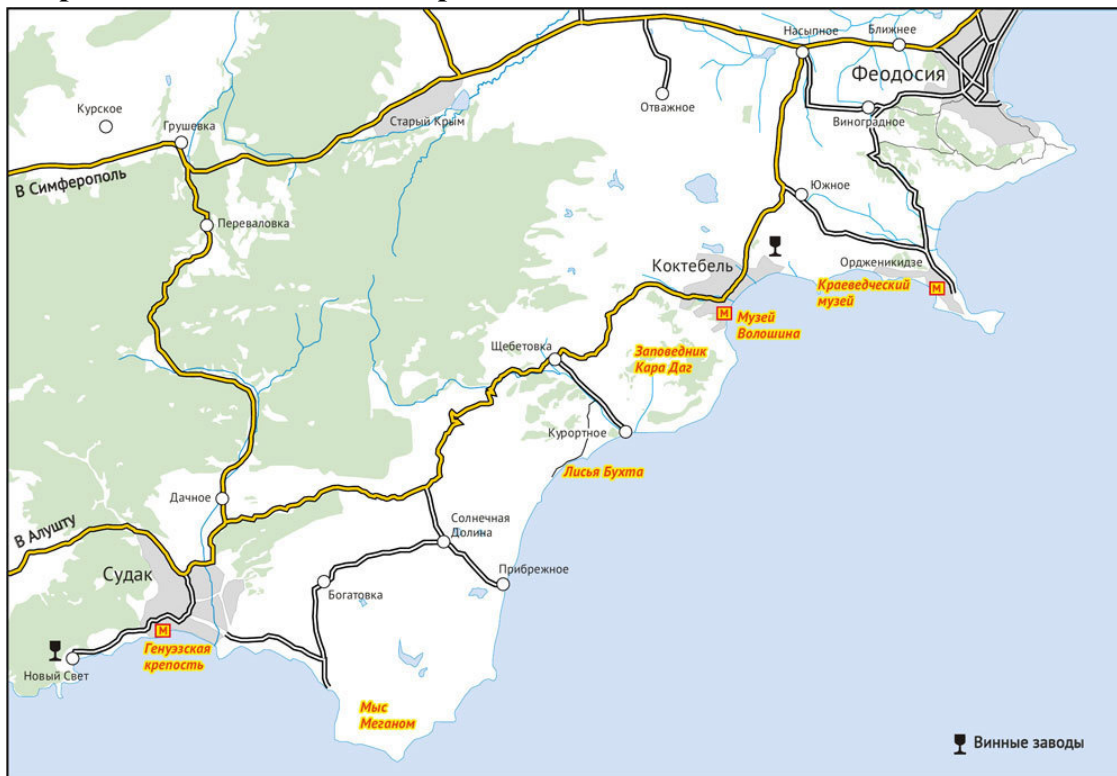 Насыпное
Ближнее
Феодосия
Курское
Отважное
Старый Крым
Виноградное
Грушевка
В Симферополь
Южное
Переваловка
Ордженикидзе
Коктебель
Краеведческий
музей
М
М
Музей
Волошина
Щебетовка
Заповедник
Кара Даг
Курортное
Лисья Бухта
Дачное
В Алушту
Солнечная
Долина
Судак
Прибрежное
Богатовка
М
Генуэзская
крепость
Новый Свет
Мыс
Меганом
Винные заводы